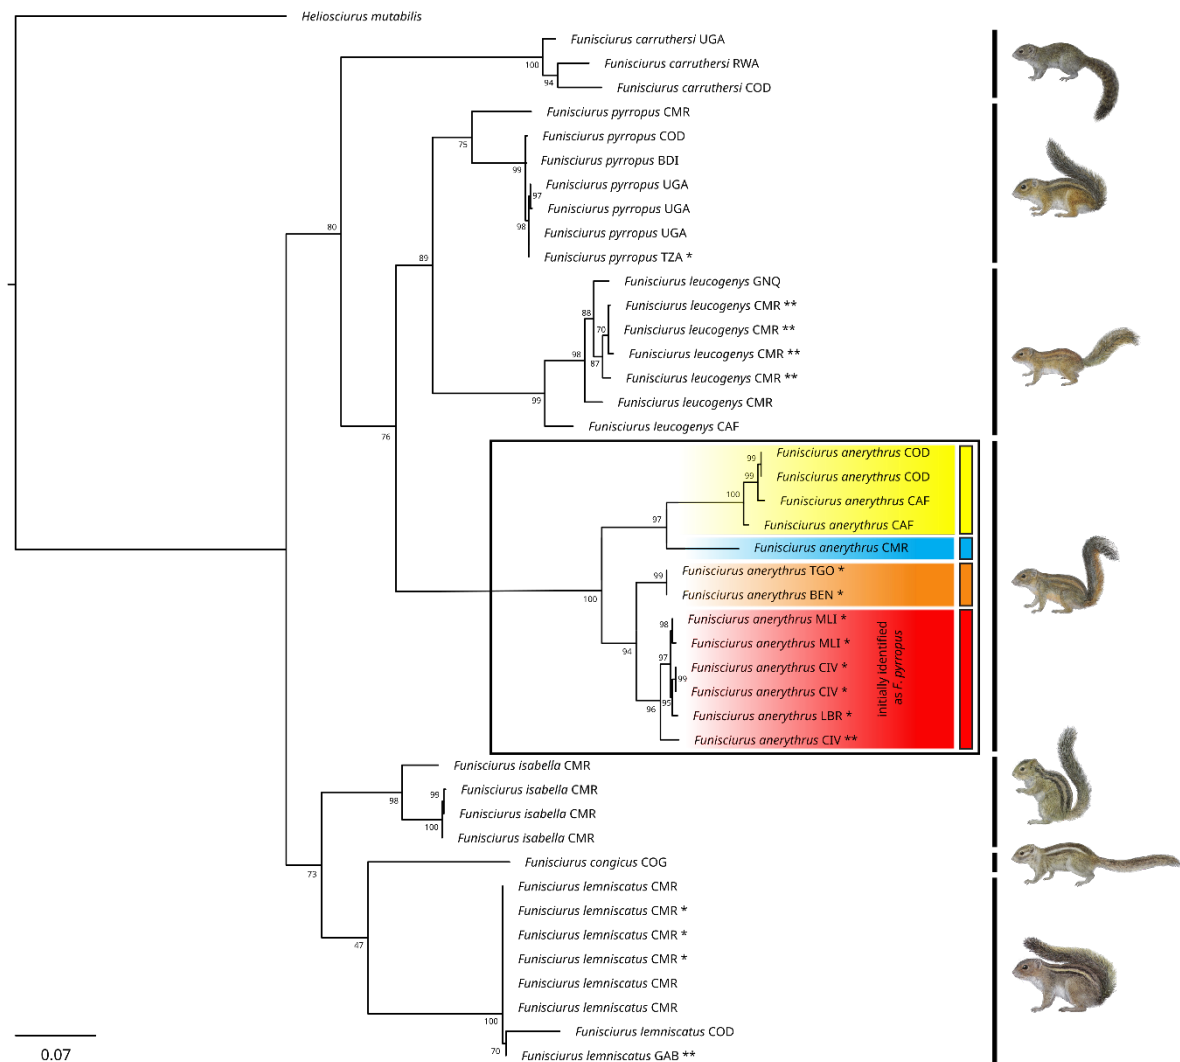 Heliosciurus mutabilis
Funisciurus carruthersi UGA
100
Funisciurus carruthersi RWA
94
Funisciurus carruthersi COD
Funisciurus pyrropus CMR
75
Funisciurus pyrropus COD
Funisciurus pyrropus BDI
99
Funisciurus pyrropus UGA
97
Funisciurus pyrropus UGA
98
Funisciurus pyrropus UGA
80
Funisciurus pyrropus TZA *
89
Funisciurus leucogenys GNQ
Funisciurus leucogenys CMR **
88
Funisciurus leucogenys CMR **
70
Funisciurus leucogenys CMR **
98
87
Funisciurus leucogenys CMR **
Funisciurus leucogenys CMR
99
Funisciurus leucogenys CAF
76
Funisciurus anerythrus COD
99
Funisciurus anerythrus COD
99
Funisciurus anerythrus CAF
100
Funisciurus anerythrus CAF
97
Funisciurus anerythrus CMR
Funisciurus anerythrus TGO *
99
Funisciurus anerythrus BEN *
100
Funisciurus anerythrus MLI *
98
Funisciurus anerythrus MLI *
94
97
Funisciurus anerythrus CIV *
99
Funisciurus anerythrus CIV *
95
96
Funisciurus anerythrus LBR *
Funisciurus anerythrus CIV **
initially identified
as F. pyrropus
Funisciurus isabella CMR
98
Funisciurus isabella CMR
99
Funisciurus isabella CMR
100
Funisciurus isabella CMR
Funisciurus congicus COG
73
Funisciurus lemniscatus CMR
Funisciurus lemniscatus CMR *
Funisciurus lemniscatus CMR *
47
Funisciurus lemniscatus CMR *
Funisciurus lemniscatus CMR
Funisciurus lemniscatus CMR
100
Funisciurus lemniscatus COD
70
Funisciurus lemniscatus GAB **
0.07